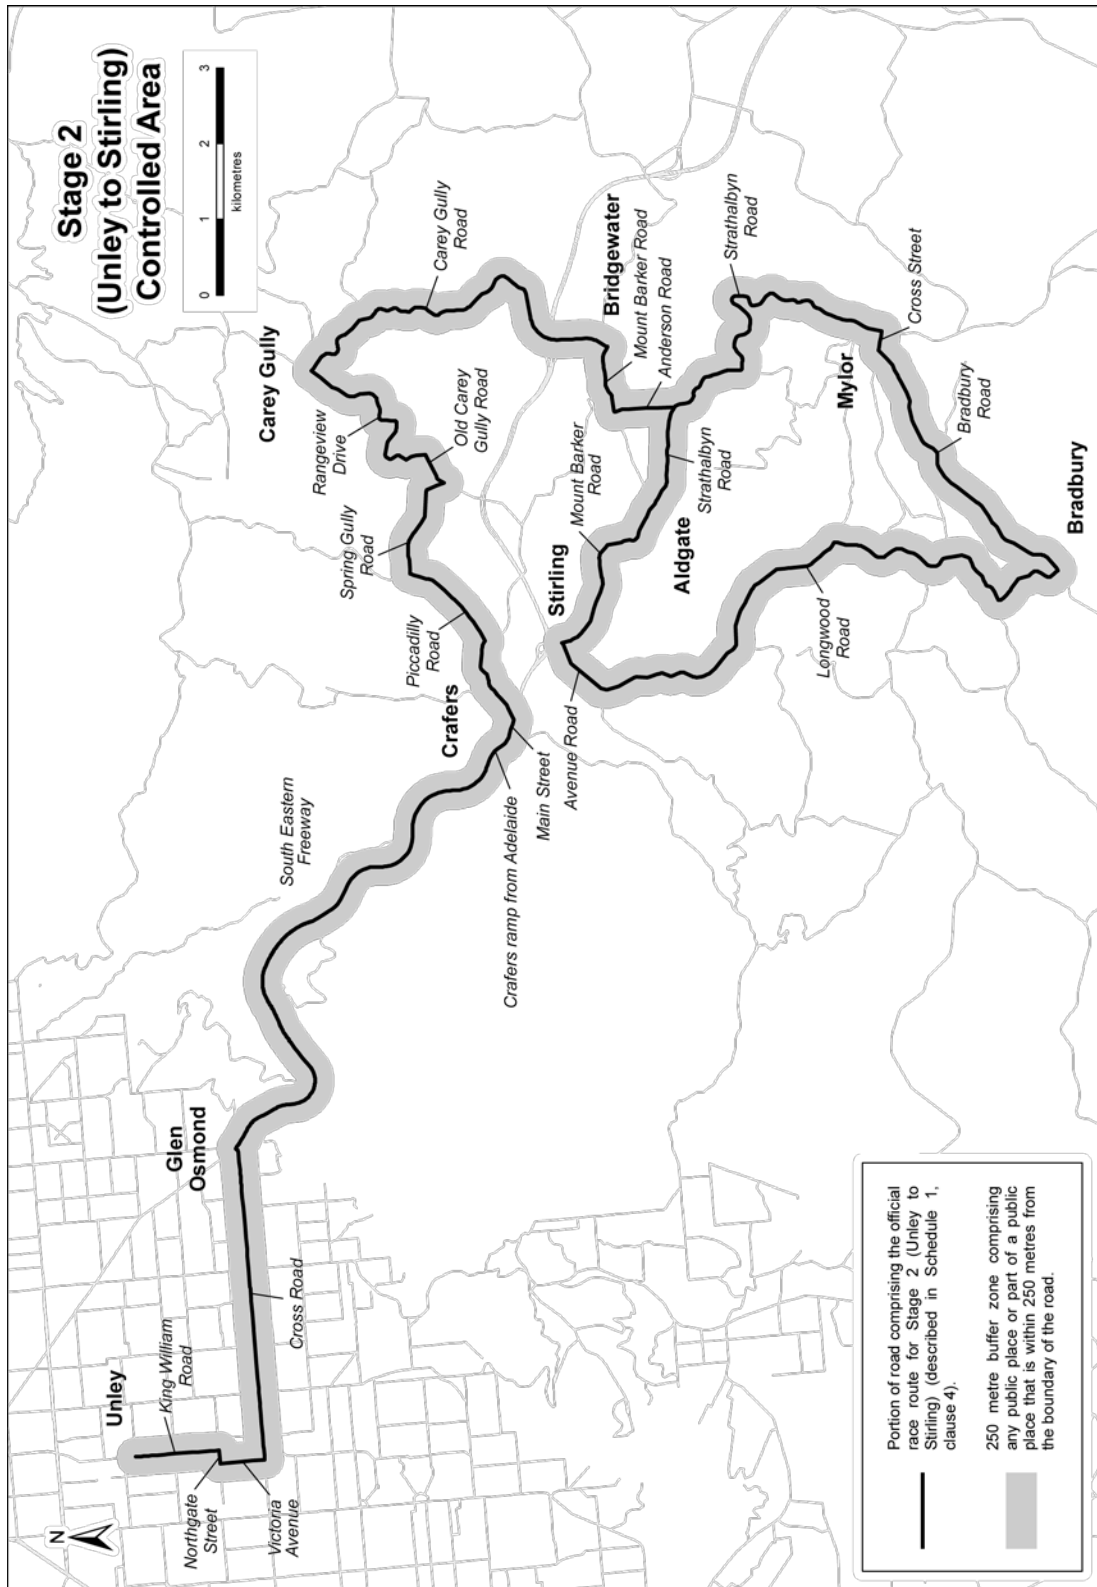 Stage 2
(Unley to Stirling)
Controlled Area
0 1 2 3
kilometres
N
Unley
King William
Road
Northgate
Street
Victoria
Avenue
Cross Road
Glen
Osmond
South Eastern
Freeway
Crafers
Crafers ramp from Adelaide
Main Street
Piccadilly
Road
Spring Gully
Road
Old Carey
Gully Road
Rangeview
Drive
Carey Gully
Carey Gully
Road
Bridgewater
Mount Barker Road
Anderson Road
Strathalbyn
Road
Cross Street
Mylor
Bradbury
Road
Bradbury
Longwood
Road
Avenue Road
Stirling
Mount Barker
Road
Aldgate
Strathalbyn
Road
Portion of road comprising the official
race route for Stage 2 (Unley to
Stirling) (described in Schedule 1,
clause 4).
250 metre buffer zone comprising
any public place or part of a public
place that is within 250 metres from
the boundary of the road.